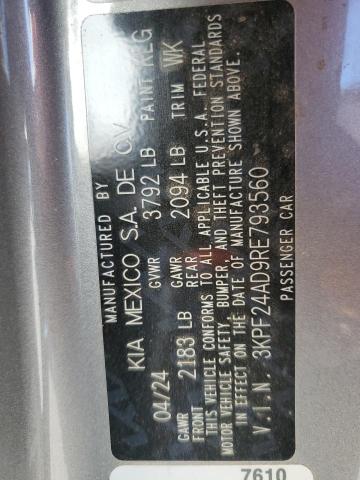 MANUFACTURED BY
KIA MEXICO S.A. DE C.V.
04/24 GVWR 3792 LB PAINT KLG
GAWR FRONT 2183 LB GAWR REAR 2094 LB TRIM WK
THIS VEHICLE CONFORMS TO ALL APPLICABLE U.S.A. FEDERAL
MOTOR VEHICLE SAFETY, BUMPER, AND THEFT PREVENTION STANDARDS
IN EFFECT ON THE DATE OF MANUFACTURE SHOWN ABOVE.
V.I.N. 3KPF24AD9RE793560
PASSENGER CAR
7610